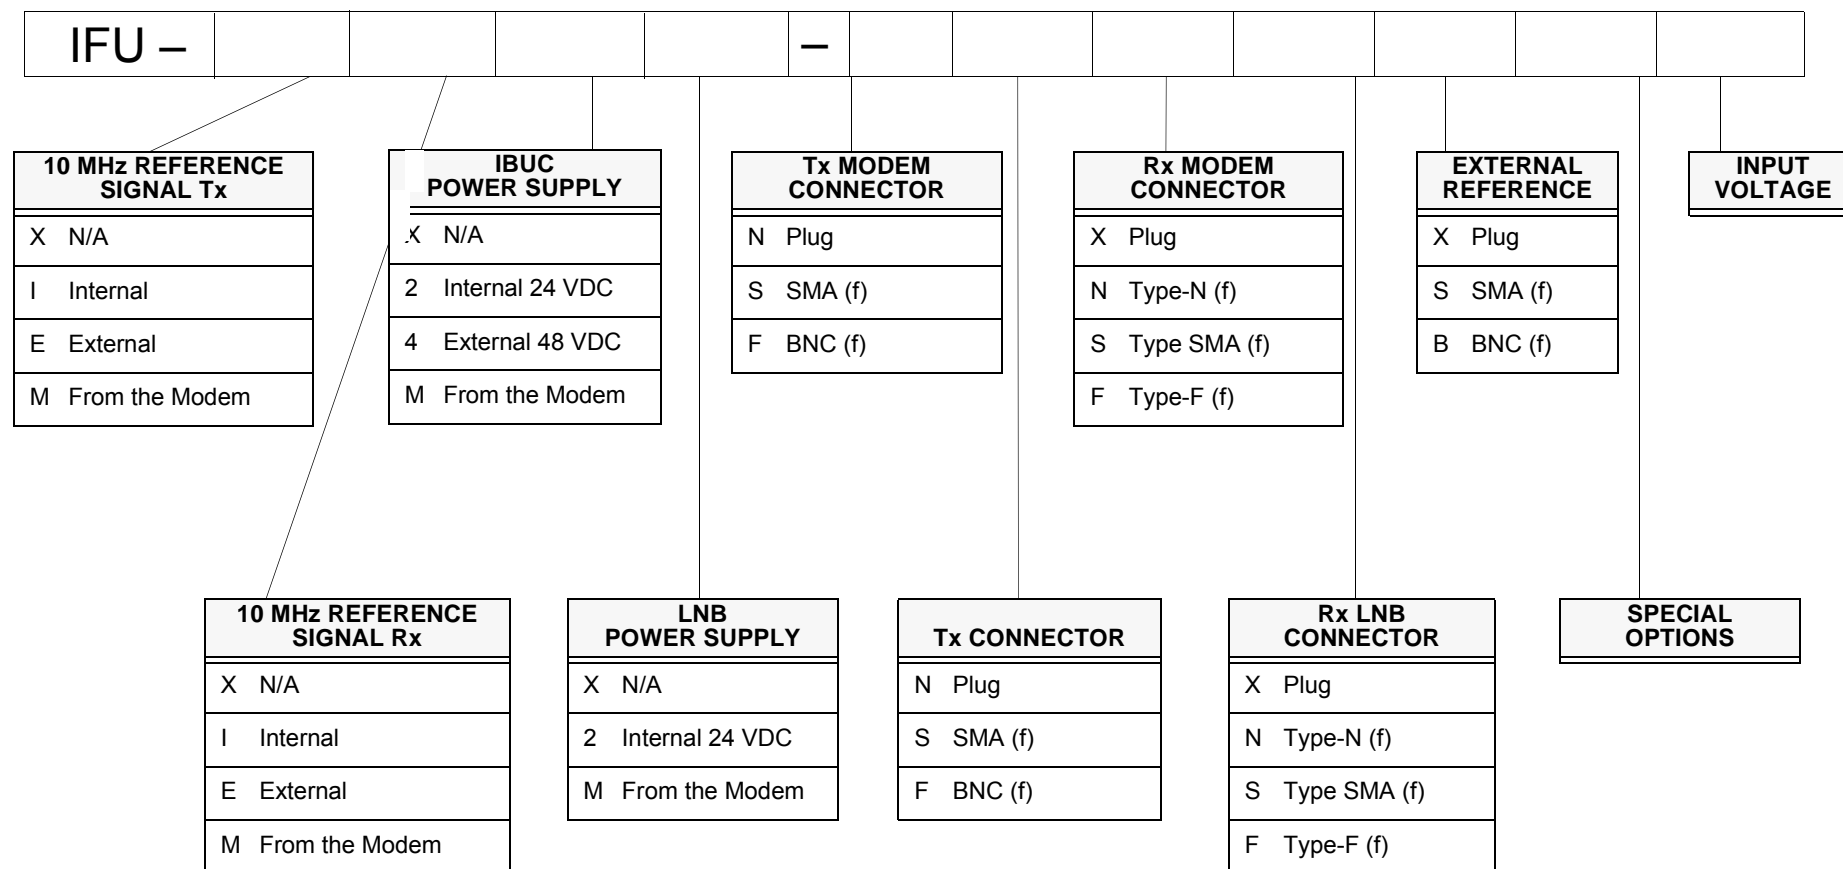 IFU –
–
10 MHz REFERENCE
SIGNAL Tx
X N/A
I Internal
E External
M From the Modem
IBUC
POWER SUPPLY
X N/A
2 Internal 24 VDC
4 External 48 VDC
M From the Modem
Tx MODEM
CONNECTOR
N Plug
S SMA (f)
F BNC (f)
Rx MODEM
CONNECTOR
X Plug
N Type-N (f)
S Type SMA (f)
F Type-F (f)
EXTERNAL
REFERENCE
X Plug
S SMA (f)
B BNC (f)
INPUT
VOLTAGE
10 MHz REFERENCE
SIGNAL Rx
X N/A
I Internal
E External
M From the Modem
LNB
POWER SUPPLY
X N/A
2 Internal 24 VDC
M From the Modem
Tx CONNECTOR
N Plug
S SMA (f)
F BNC (f)
Rx LNB
CONNECTOR
X Plug
N Type-N (f)
S Type SMA (f)
F Type-F (f)
SPECIAL
OPTIONS